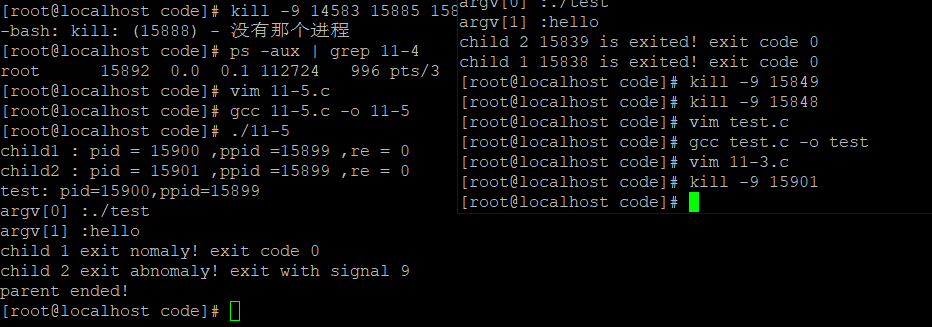 [root@localhost code]# kill -9 14583 15885 158
-bash: kill: (15888) - 没有那个进程
[root@localhost code]# ps -aux | grep 11-4
root     15892  0.0  0.1 112724   996 pts/3
[root@localhost code]# vim 11-5.c
[root@localhost code]# gcc 11-5.c -o 11-5
[root@localhost code]# ./11-5
child1 : pid = 15900 ,ppid =15899 ,re = 0
child2 : pid = 15901 ,ppid =15899 ,re = 0
test: pid=15900,ppid=15899
argv[0] :./test
argv[1] :hello
child 1 exit nomaly! exit code 0
child 2 exit abnomaly! exit with signal 9
parent ended!
[root@localhost code]#
argv[0] :./test
argv[1] :hello
child 2 15839 is exited! exit code 0
child 1 15838 is exited! exit code 0
[root@localhost code]# kill -9 15849
[root@localhost code]# kill -9 15848
[root@localhost code]# vim test.c
[root@localhost code]# gcc test.c -o test
[root@localhost code]# vim 11-3.c
[root@localhost code]# kill -9 15901
[root@localhost code]#